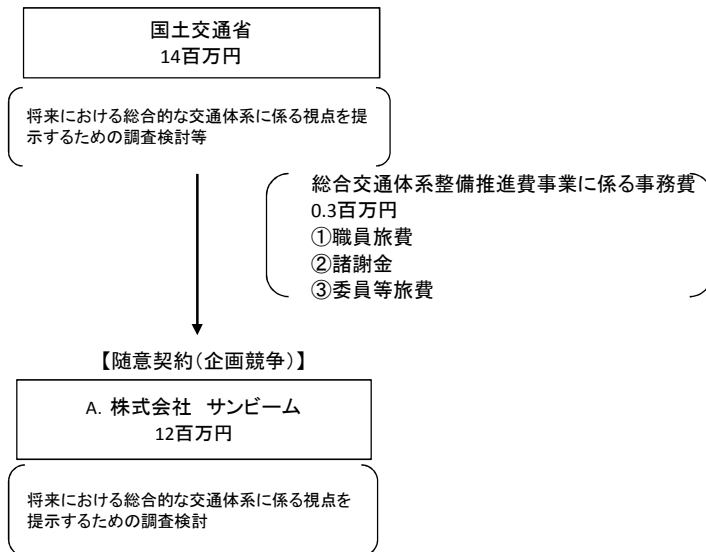 国土交通省
14百万円
将来における総合的な交通体系に係る視点を提
示するための調査検討等
総合交通体系整備推進費事業に係る事務費
0.3百万円
①職員旅費
②諸謝金
③委員等旅費
【随意契約(企画競争)】
A. 株式会社　サンビーム
12百万円
将来における総合的な交通体系に係る視点を
提示するための調査検討